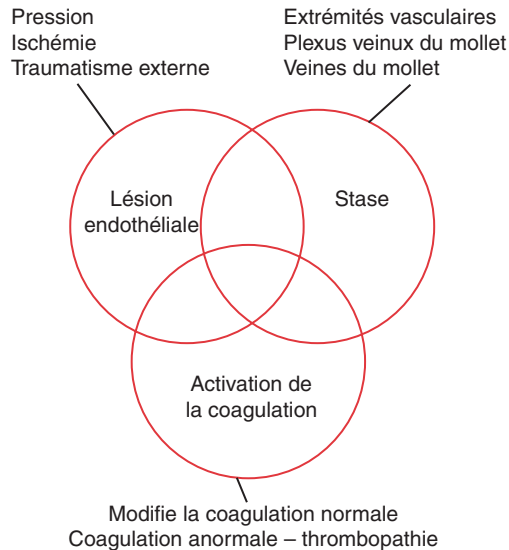 Pression
Ischémie
Traumatisme externe
Extrémités vasculaires
Plexus veinux du mollet
Veines du mollet
Lésion
endothéliale
Stase
Activation de
la coagulation
Modifie la coagulation normale
Coagulation anormale – thrombopathie